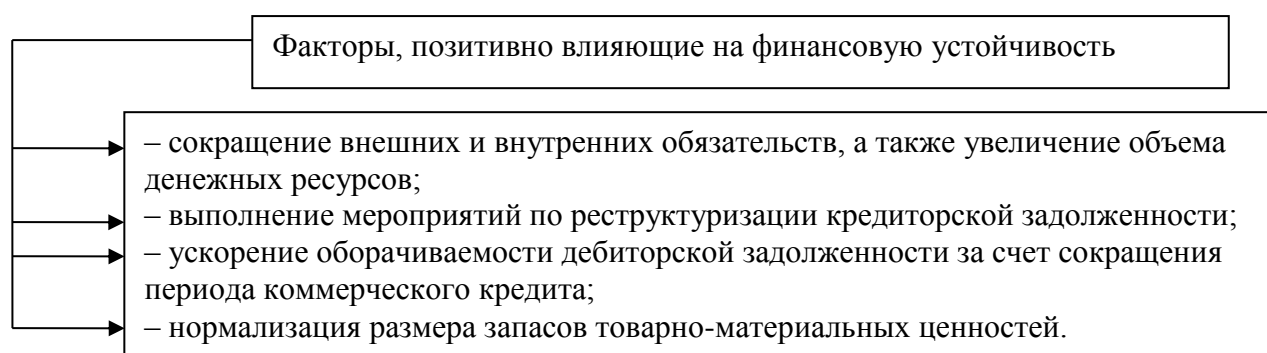 Факторы, позитивно влияющие на финансовую устойчивость
– сокращение внешних и внутренних обязательств, а также увеличение объема
денежных ресурсов;
– выполнение мероприятий по реструктуризации кредиторской задолженности;
– ускорение оборачиваемости дебиторской задолженности за счет сокращения
периода коммерческого кредита;
– нормализация размера запасов товарно-материальных ценностей.